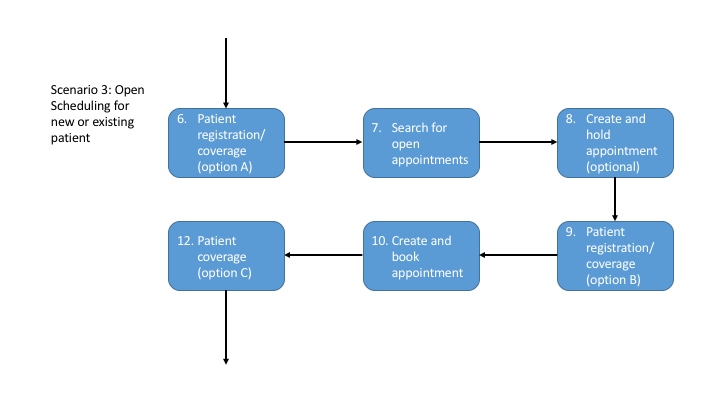 Scenario 3: Open
Scheduling for
new or existing
patient
6. Patient
registration/
coverage
(option A)
7. Search for
open
appointments
8. Create and
hold
appointment
(optional)
12. Patient
coverage
(option C)
10. Create and
book
appointment
9. Patient
registration/
coverage
(option B)